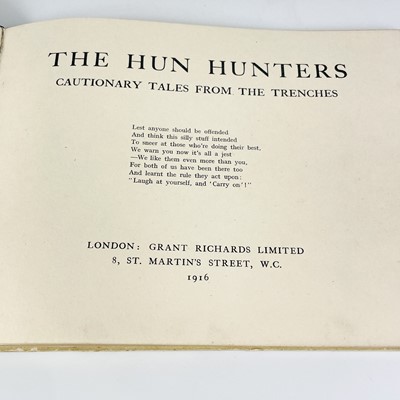 THE HUN HUNTERS
CAUTIONARY TALES FROM THE TRENCHES
Lest anyone should be offended
And think this silly stuff intended
To sneer at those who're doing their best,
We warn you now it's all a jest
—We like them even more than you,
For both of us have been there too
And learnt the rule they act upon:
"Laugh at yourself, and 'Carry on'!"
LONDON: GRANT RICHARDS LIMITED
8, ST. MARTIN'S STREET, W.C.
1916